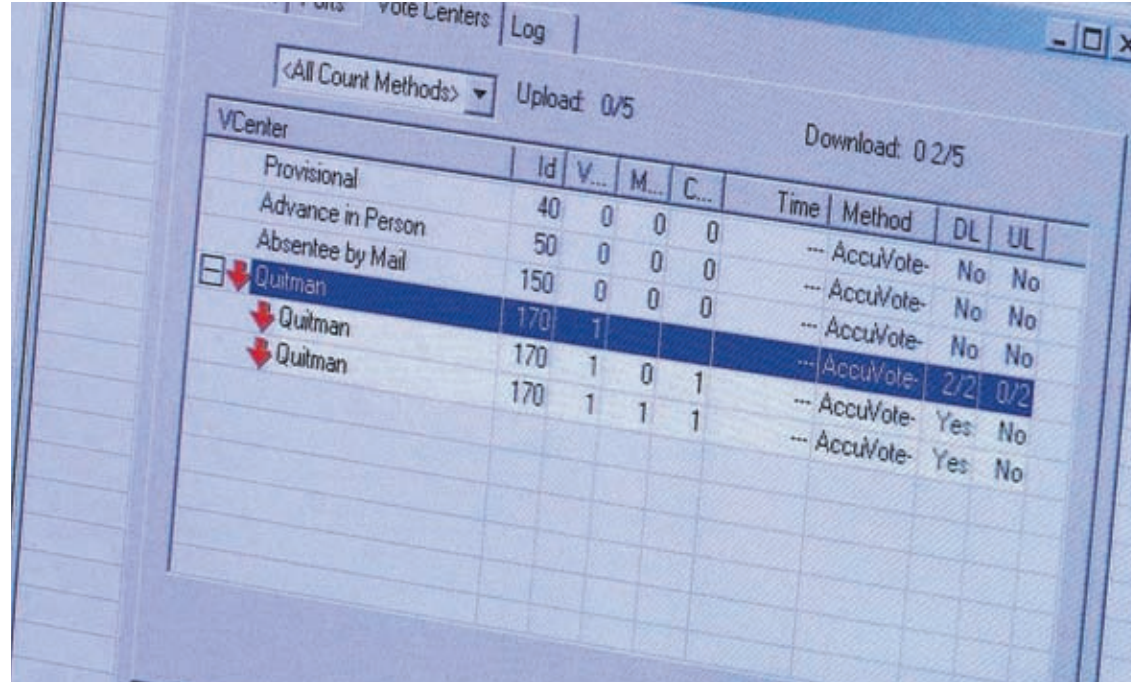 Ports Vote Centers Log
<All Count Methods> Upload: 0/5 Download: 0 2/5
VCenter Id V... M... C... Time Method DL UL
Provisional 40 0 0 0 --- AccuVote- No No
Advance in Person 50 0 0 0 --- AccuVote- No No
Absentee by Mail 150 0 0 0 --- AccuVote- No No
Quitman 170 1 --- AccuVote- 2/2 0/2
Quitman 170 1 0 1 --- AccuVote- Yes No
Quitman 170 1 1 1 --- AccuVote- Yes No